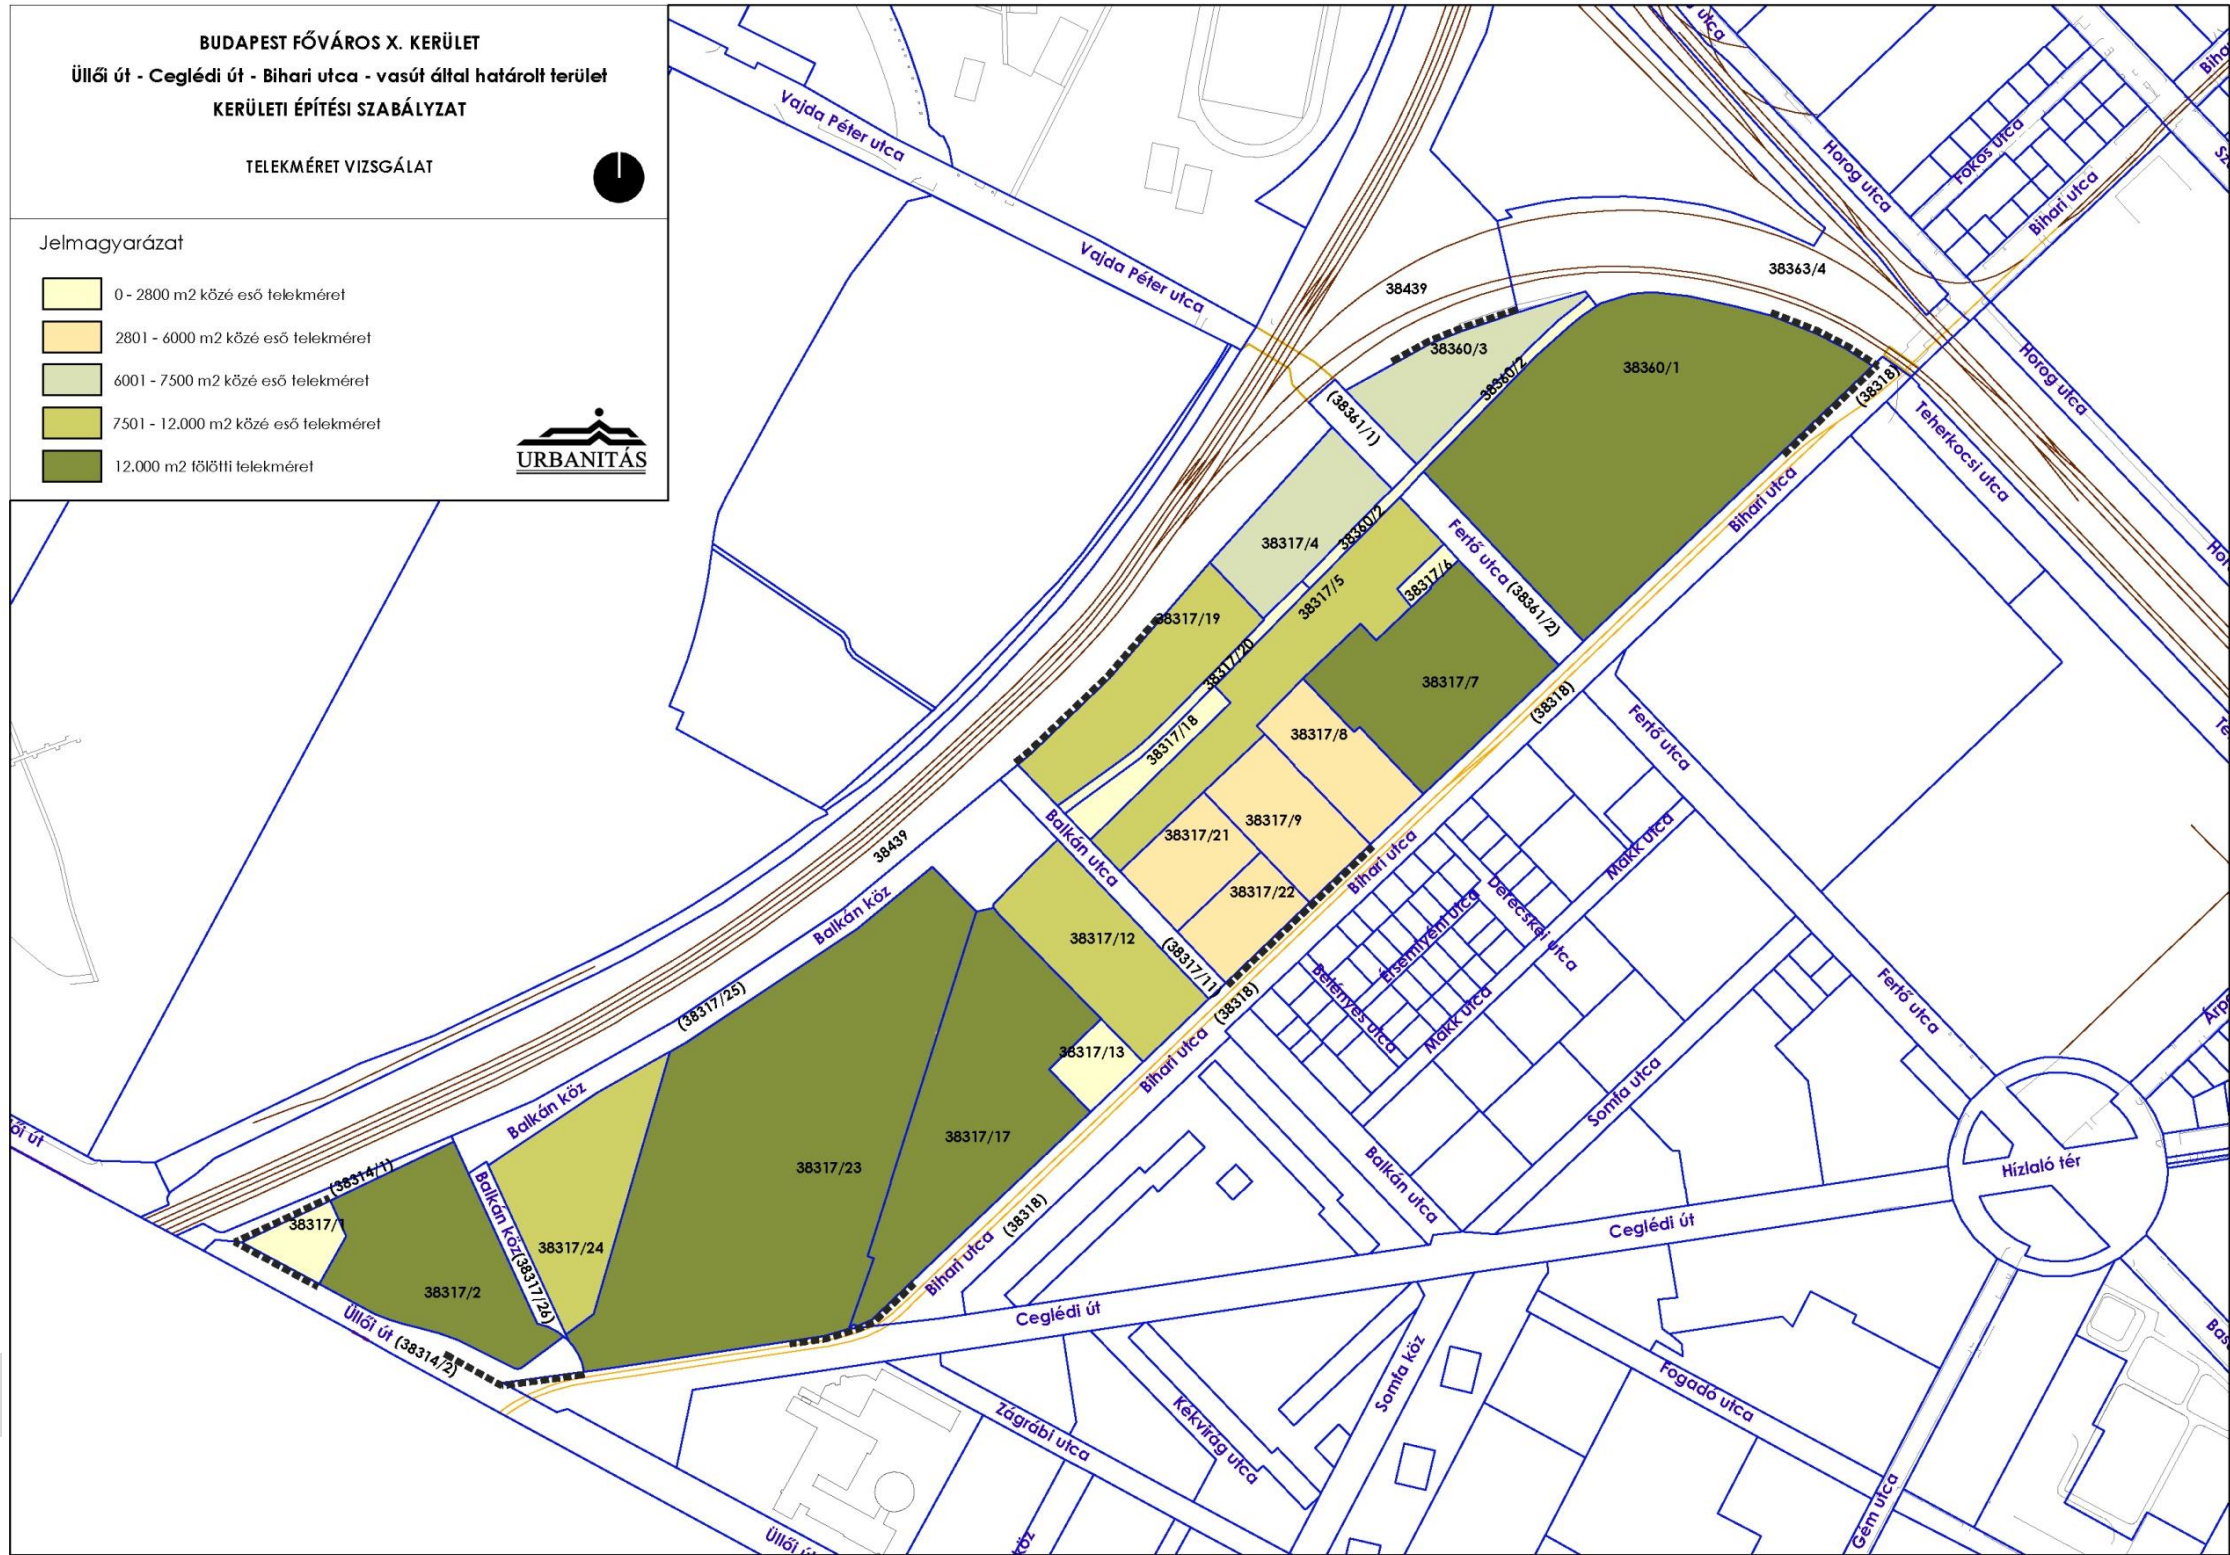 BUDAPEST FŐVÁROS X. KERÜLET
Üllői út - Ceglédi út - Bihari utca - vasút által határolt terület
KERÜLETI ÉPÍTÉSI SZABÁLYZAT
TELEKMÉRET VIZSGÁLAT
Jelmagyarázat
0 - 2800 m2 közé eső telekméret
2801 - 6000 m2 közé eső telekméret
6001 - 7500 m2 közé eső telekméret
7501 - 12.000 m2 közé eső telekméret
12.000 m2 fölötti telekméret
URBANITÁS
utca
Vajda Péter utca
Horog utca
Fokos utca
Bihari utca
Vajda Péter utca
38363/4
38439
38360/3
38360/2
38360/1
(38318)
Horog utca
(38361/1)
Teherkocsi utca
Bihari utca
38317/4
38360/2
Fertő utca
(38361/2)
38317/6
38317/5
38317/19
38317/20
38317/7
(38318)
38317/18
38317/8
Fertő utca
38317/9
38317/21
Balkán utca
38439
Makk utca
Bihari utca
38317/22
Derecskei utca
Érsemlyéni utca
Balkán köz
38317/12
(38317/11)
(38317/25)
(38318)
Belényes utca
Makk utca
Fertő utca
38317/13
Bihari utca
Balkán köz
Somfa utca
38317/17
ői út
38317/23
Hízlaló tér
(38314/1)
Balkán utca
38317/1
Balkán köz
(38317/26)
38317/24
(38318)
Bihari utca
Ceglédi út
38317/2
Ceglédi út
Üllői út
(38314/2)
Somfa köz
Fogadó utca
Kékvirág utca
Zágrábi utca
Gém utca
Üllői ú
köz